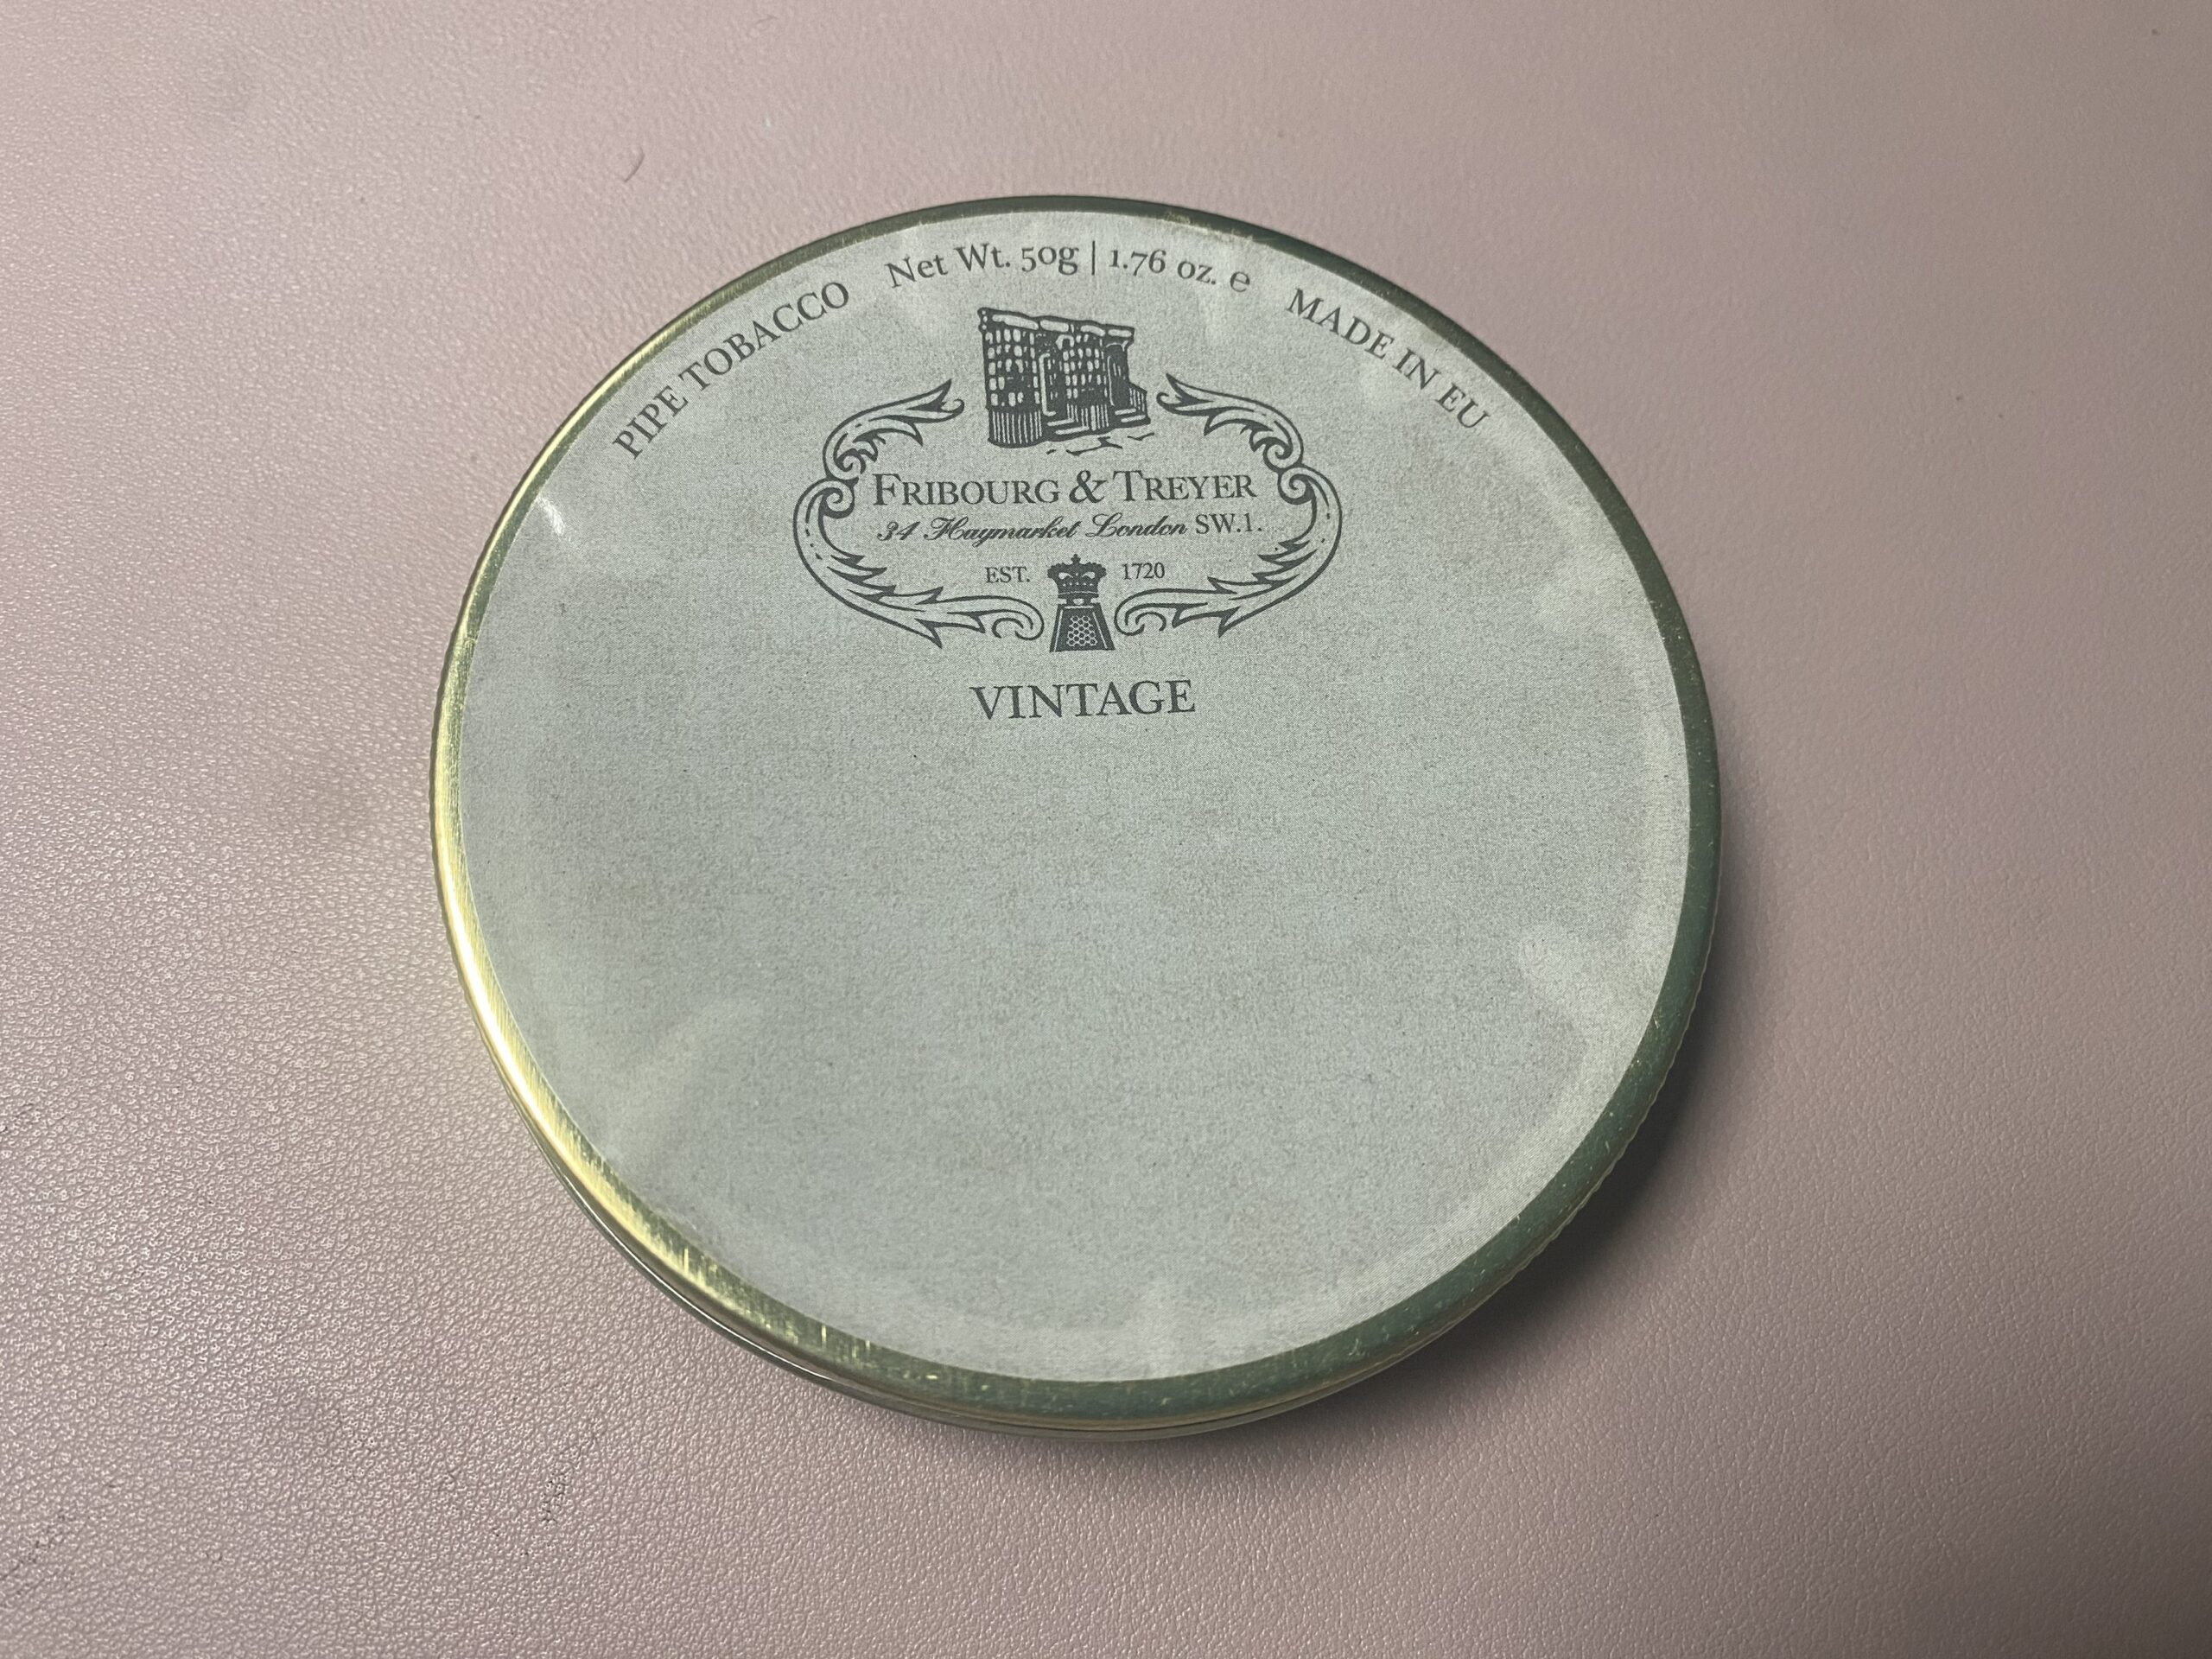 PIPE TOBACCO Net Wt. 50g | 1.76 oz. ℮ MADE IN EU
FRIBOURG & TREYER
34 Haymarket London SW.1.
EST. 1720
VINTAGE